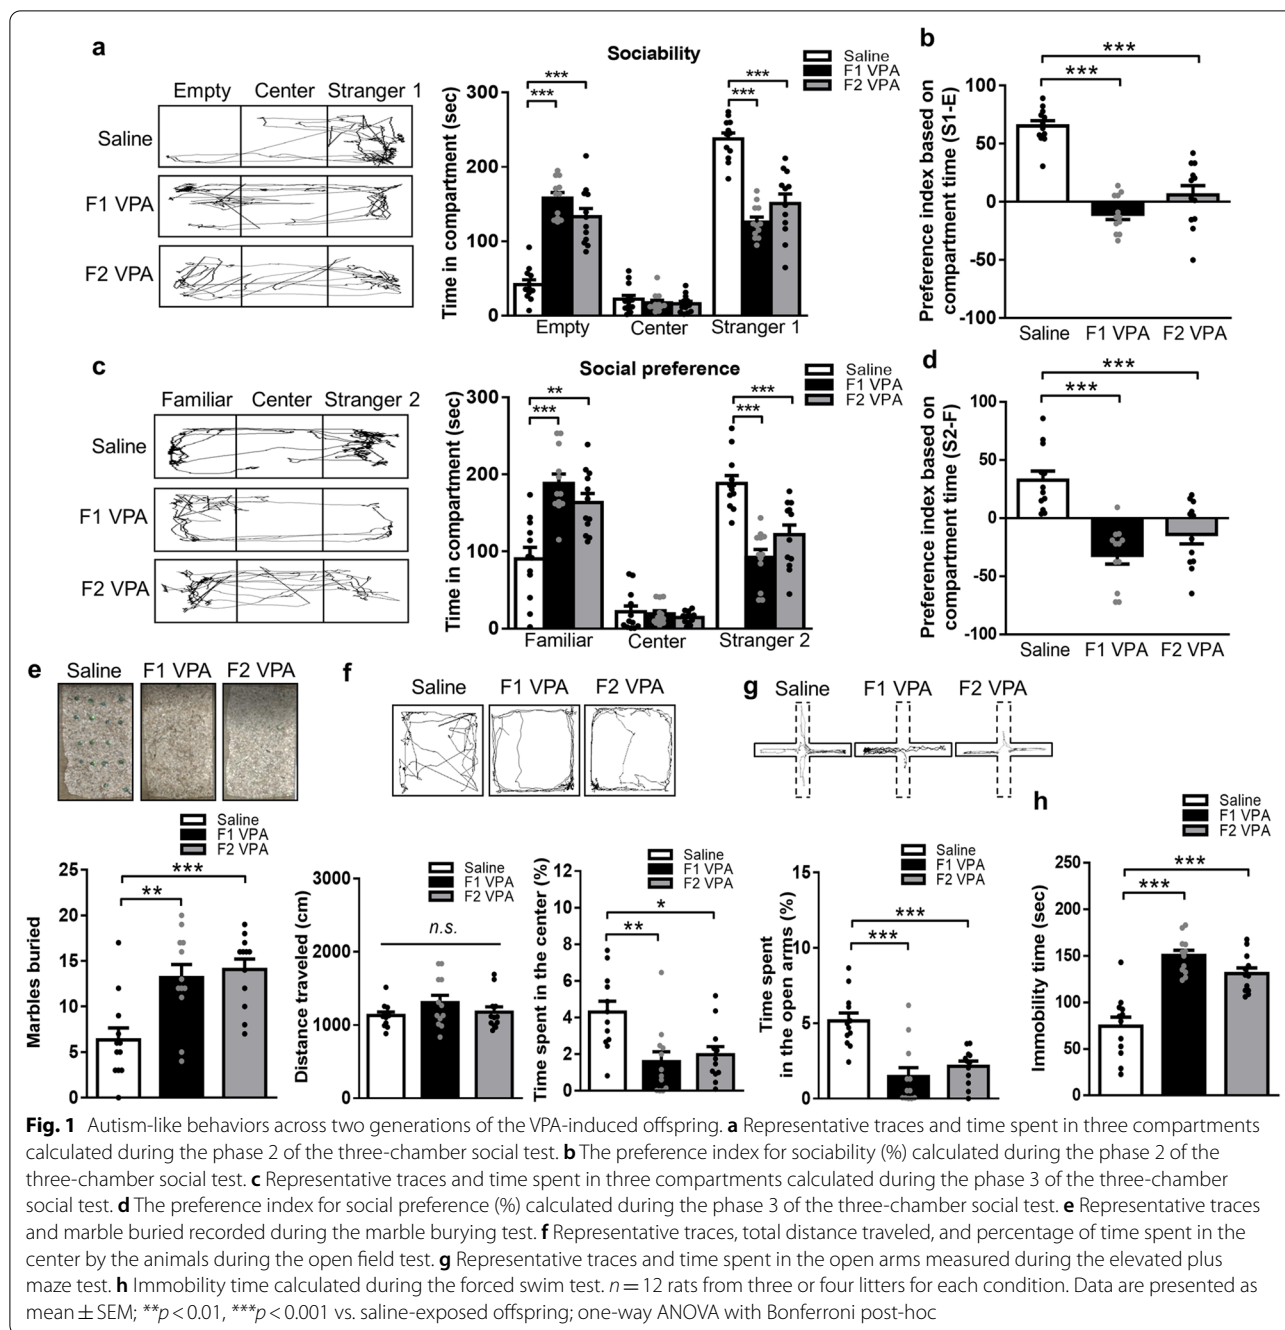 a
Sociability
Empty Center Stranger 1
Saline
F1 VPA
F2 VPA
Saline
F1 VPA
F2 VPA
Time in compartment (sec)
300
200
100
0
*** ***
*** ***
Empty Center Stranger 1
b
Preference index based on
compartment time (S1-E)
100
50
0
-50
-100
***
***
Saline F1 VPA F2 VPA
c
Social preference
Familiar Center Stranger 2
Saline
F1 VPA
F2 VPA
Saline
F1 VPA
F2 VPA
Time in compartment (sec)
300
200
100
0
** ***
*** ***
Familiar Center Stranger 2
d
Preference index based on
compartment time (S2-F)
100
50
0
-50
-100
***
***
Saline F1 VPA F2 VPA
e
Saline F1 VPA F2 VPA
Saline
F1 VPA
F2 VPA
Marbles buried
25
20
15
10
5
0
***
**
f
Saline F1 VPA F2 VPA
Saline
F1 VPA
F2 VPA
Distance traveled (cm)
3000
2000
1000
0
n.s.
Saline
F1 VPA
F2 VPA
Time spent in the center (%)
12
10
8
6
4
2
0
*
**
g
Saline F1 VPA F2 VPA
Saline
F1 VPA
F2 VPA
Time spent
in the open arms (%)
15
10
5
0
***
***
h
Saline
F1 VPA
F2 VPA
Immobility time (sec)
250
200
150
100
50
0
***
***
Fig. 1 Autism-like behaviors across two generations of the VPA-induced offspring. a Representative traces and time spent in three compartments
calculated during the phase 2 of the three-chamber social test. b The preference index for sociability (%) calculated during the phase 2 of the
three-chamber social test. c Representative traces and time spent in three compartments calculated during the phase 3 of the three-chamber
social test. d The preference index for social preference (%) calculated during the phase 3 of the three-chamber social test. e Representative traces
and marble buried recorded during the marble burying test. f Representative traces, total distance traveled, and percentage of time spent in the
center by the animals during the open field test. g Representative traces and time spent in the open arms measured during the elevated plus
maze test. h Immobility time calculated during the forced swim test. n = 12 rats from three or four litters for each condition. Data are presented as
mean ± SEM; **p < 0.01, ***p < 0.001 vs. saline-exposed offspring; one-way ANOVA with Bonferroni post-hoc